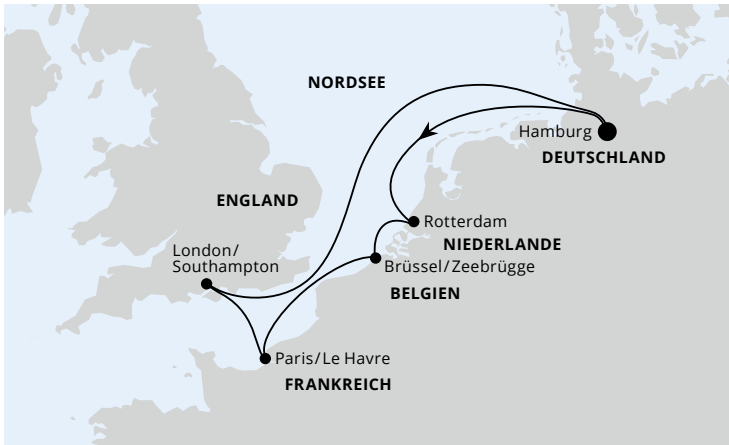 NORDSEE
Hamburg
DEUTSCHLAND
ENGLAND
Rotterdam
NIEDERLANDE
London/
Southampton
Brüssel/Zeebrügge
BELGIEN
Paris/Le Havre
FRANKREICH